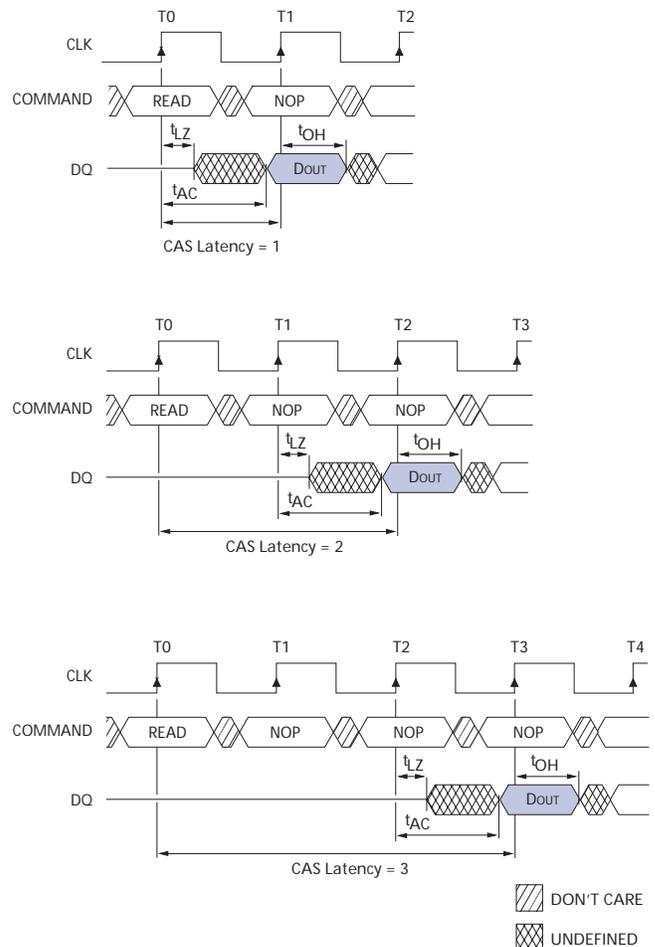 T0 T1 T2
CLK
COMMAND READ NOP
tLZ tOH
DQ DOUT
tAC
CAS Latency = 1
T0 T1 T2 T3
CLK
COMMAND READ NOP NOP
tLZ tOH
DQ DOUT
tAC
CAS Latency = 2
T0 T1 T2 T3 T4
CLK
COMMAND READ NOP NOP NOP
tLZ tOH
DQ DOUT
tAC
CAS Latency = 3
DON'T CARE
UNDEFINED